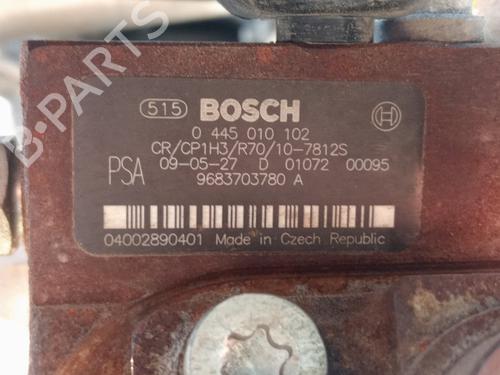 515 BOSCH
0 445 010 102
CR/CP1H3/R70/10-7812S
PSA 09-05-27 D 01072 00095
9683703780 A
04002890401 Made in Czech Republic